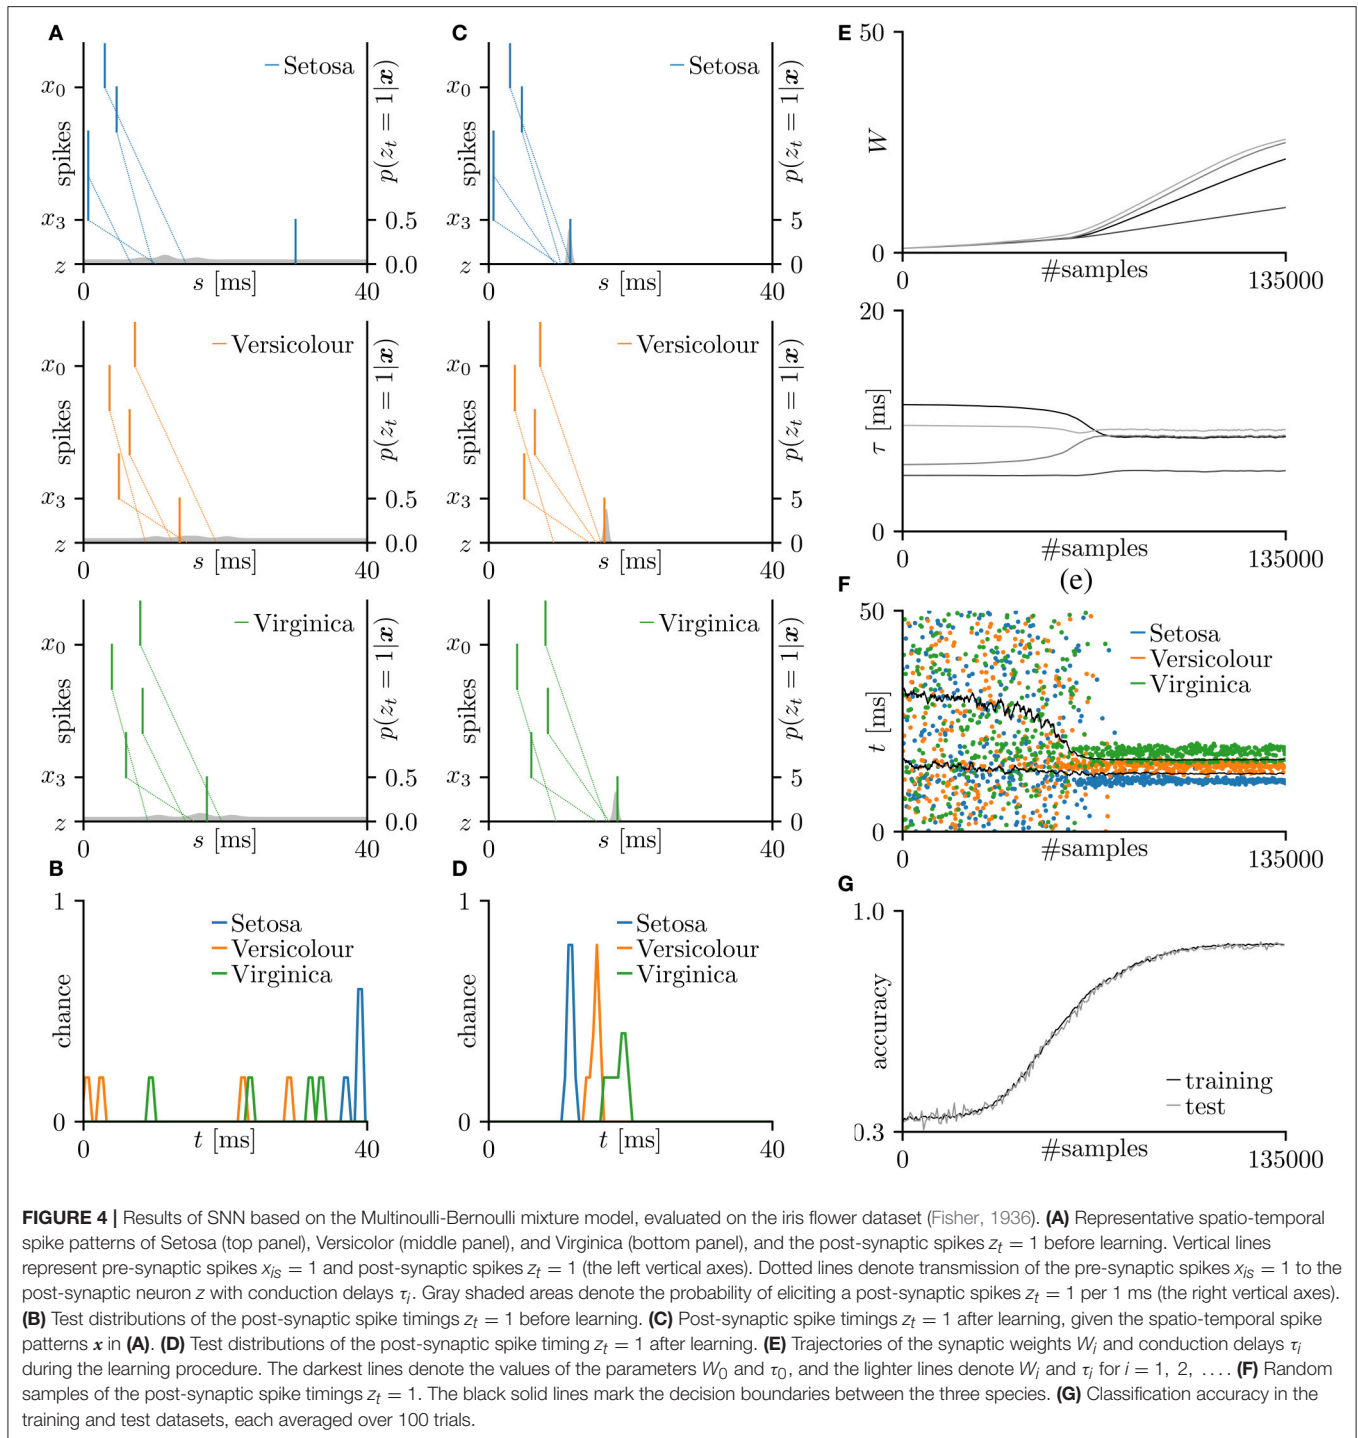 A
Setosa
x0
spikes
x3
z
0.5
0.0
p(zt = 1|x)
0
s [ms]
40
Versicolour
x0
spikes
x3
z
0.5
0.0
p(zt = 1|x)
0
s [ms]
40
Virginica
x0
spikes
x3
z
0.5
0.0
p(zt = 1|x)
0
s [ms]
40
B
1
chance
0
Setosa
Versicolour
Virginica
0
t [ms]
40
C
Setosa
5
0
p(zt = 1|x)
0
s [ms]
40
Versicolour
5
0
p(zt = 1|x)
0
s [ms]
40
Virginica
5
0
p(zt = 1|x)
0
s [ms]
40
D
1
0
Setosa
Versicolour
Virginica
0
t [ms]
40
E
50
W
0
0
#samples
135000
20
τ [ms]
0
0
#samples
135000
(e)
F
50
t [ms]
0
Setosa
Versicolour
Virginica
0
#samples
135000
G
1.0
accuracy
0.3
training
test
0
#samples
135000
FIGURE 4 | Results of SNN based on the Multinoulli-Bernoulli mixture model, evaluated on the iris flower dataset (Fisher, 1936). (A) Representative spatio-temporal
spike patterns of Setosa (top panel), Versicolor (middle panel), and Virginica (bottom panel), and the post-synaptic spikes zt = 1 before learning. Vertical lines
represent pre-synaptic spikes xis = 1 and post-synaptic spikes zt = 1 (the left vertical axes). Dotted lines denote transmission of the pre-synaptic spikes xis = 1 to the
post-synaptic neuron z with conduction delays τi. Gray shaded areas denote the probability of eliciting a post-synaptic spikes zt = 1 per 1 ms (the right vertical axes).
(B) Test distributions of the post-synaptic spike timings zt = 1 before learning. (C) Post-synaptic spike timings zt = 1 after learning, given the spatio-temporal spike
patterns x in (A). (D) Test distributions of the post-synaptic spike timing zt = 1 after learning. (E) Trajectories of the synaptic weights Wi and conduction delays τi
during the learning procedure. The darkest lines denote the values of the parameters W0 and τ0, and the lighter lines denote Wi and τi for i = 1, 2, .... (F) Random
samples of the post-synaptic spike timings zt = 1. The black solid lines mark the decision boundaries between the three species. (G) Classification accuracy in the
training and test datasets, each averaged over 100 trials.